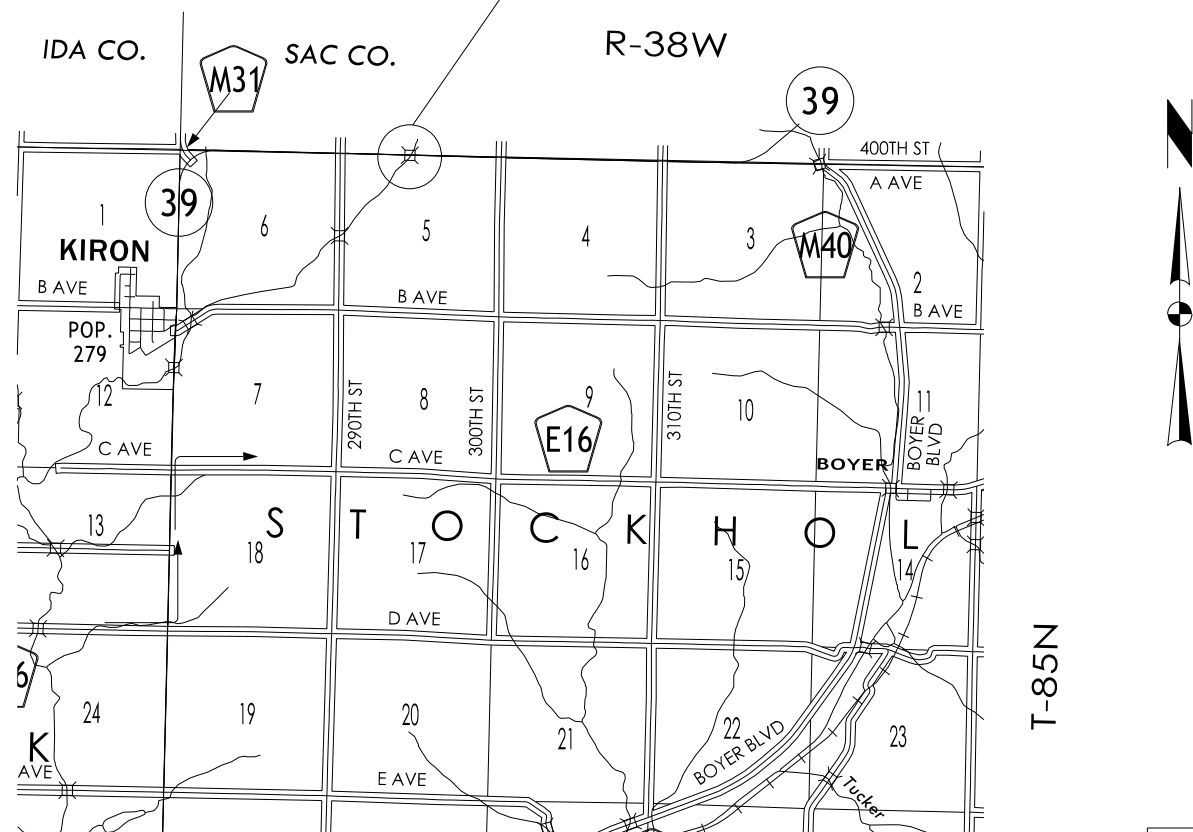 IDA CO.
SAC CO.
R-38W
M31
39
400TH ST
A AVE
39
1
6
5
4
3
M40
2
KIRON
B AVE
B AVE
B AVE
POP.
279
12
7
290TH ST
8
300TH ST
9
310TH ST
10
11
BOYER
BLVD
C AVE
C AVE
E16
BOYER
13
S T O C K H O L
18
17
16
15
14
D AVE
6
T-85N
24
19
20
21
22
23
K
AVE
E AVE
BOYER BLVD
Tucker
N